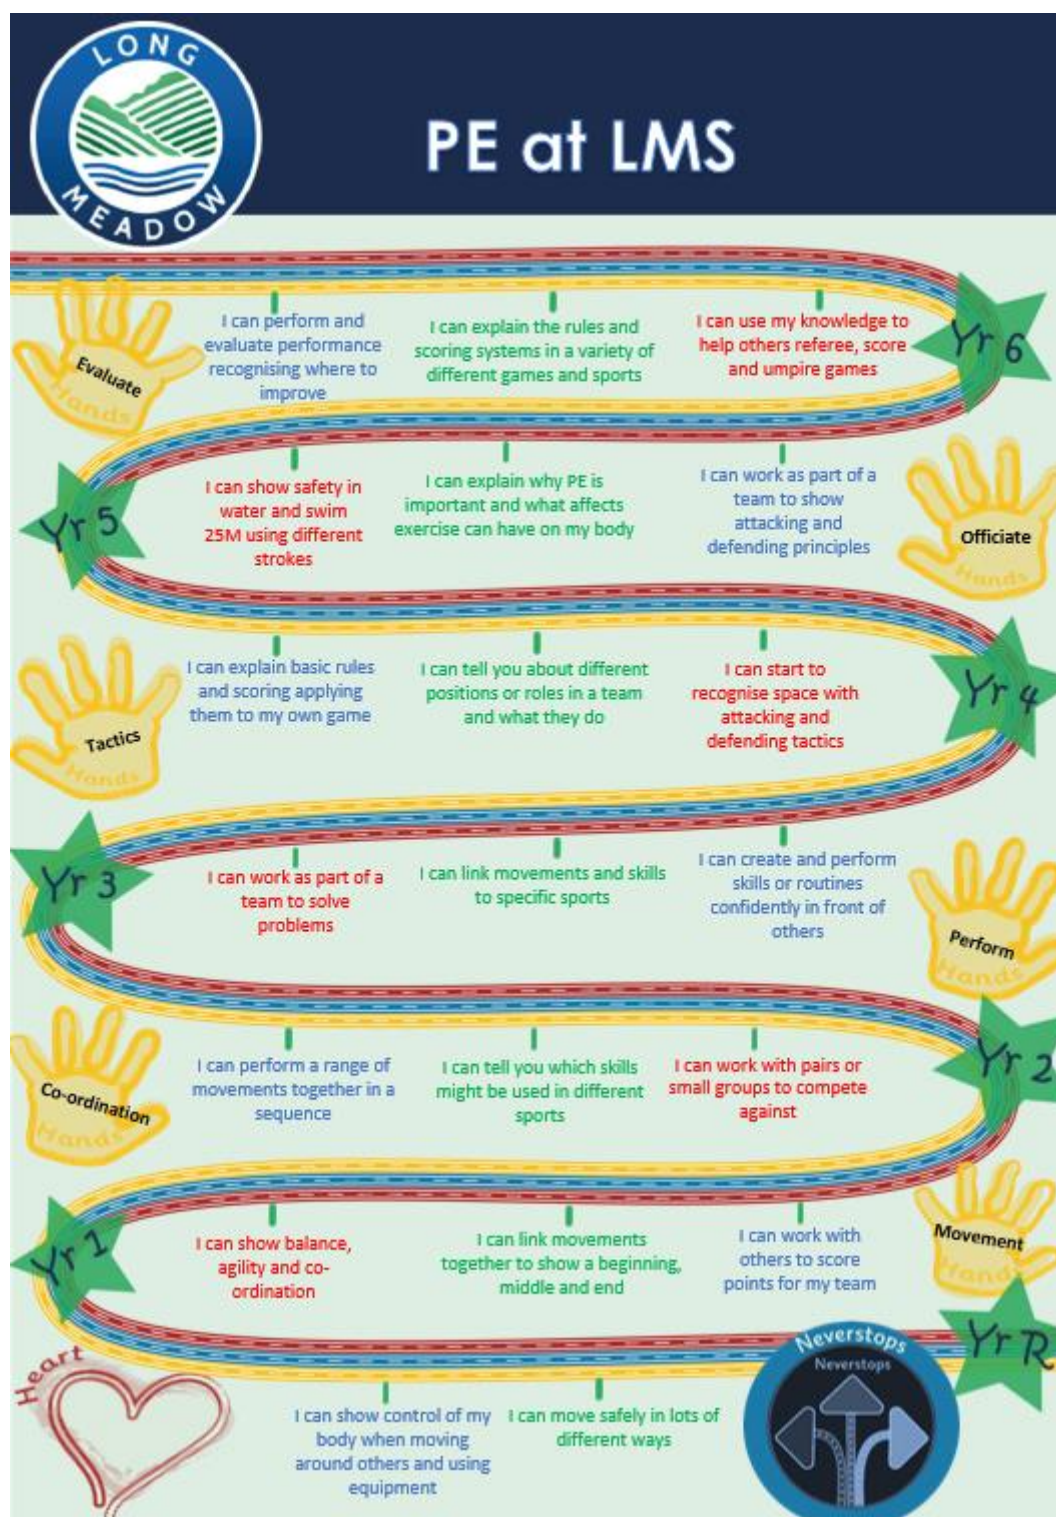 LONG
MEADOW
PE at LMS
Yr 6
Evaluate
Hands
I can perform and
evaluate performance
recognising where to
improve
I can explain the rules and
scoring systems in a variety of
different games and sports
I can use my knowledge to
help others referee, score
and umpire games
Yr 5
I can show safety in
water and swim
25M using different
strokes
I can explain why PE is
important and what affects
exercise can have on my body
I can work as part of a
team to show
attacking and
defending principles
Officiate
Hands
Tactics
Hands
I can explain basic rules
and scoring applying
them to my own game
I can tell you about different
positions or roles in a team
and what they do
I can start to
recognise space with
attacking and
defending tactics
Yr 4
Yr 3
I can work as part of a
team to solve
problems
I can link movements and skills
to specific sports
I can create and perform
skills or routines
confidently in front of
others
Perform
Hands
Co-ordination
Hands
I can perform a range of
movements together in a
sequence
I can tell you which skills
might be used in different
sports
I can work with pairs or
small groups to compete
against
Yr 2
Yr 1
I can show balance,
agility and co-
ordination
I can link movements
together to show a beginning,
middle and end
I can work with
others to score
points for my team
Movement
Hands
Yr R
Heart
I can show control of my
body when moving
around others and using
equipment
I can move safely in lots of
different ways
Neverstops
Neverstops